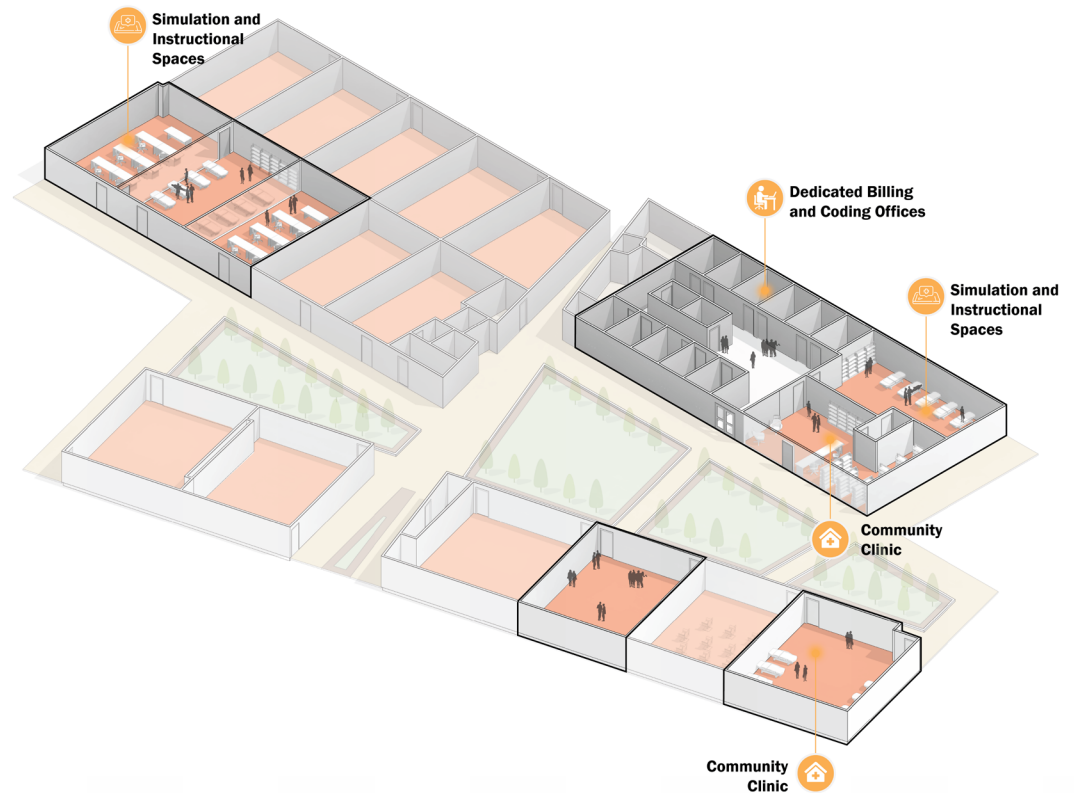 Simulation and
Instructional
Spaces
Dedicated Billing
and Coding Offices
Simulation and
Instructional
Spaces
Community
Clinic
Community
Clinic